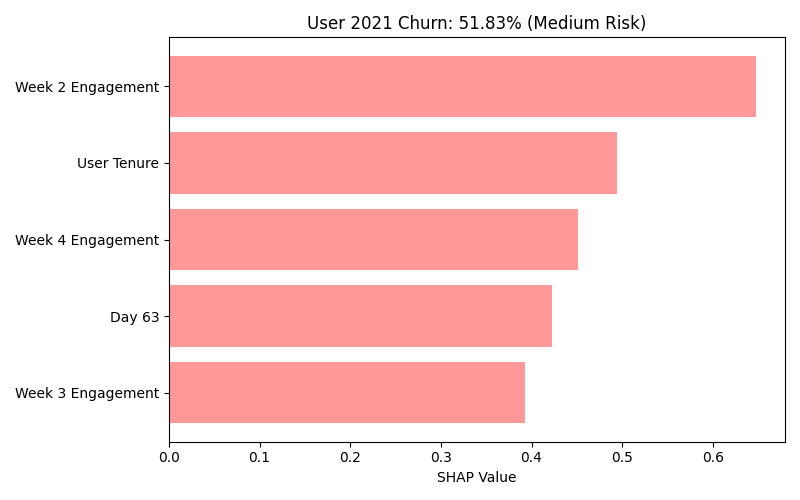 User 2021 Churn: 51.83% (Medium Risk)
Week 2 Engagement
User Tenure
Week 4 Engagement
Day 63
Week 3 Engagement
0.0 0.1 0.2 0.3 0.4 0.5 0.6
SHAP Value